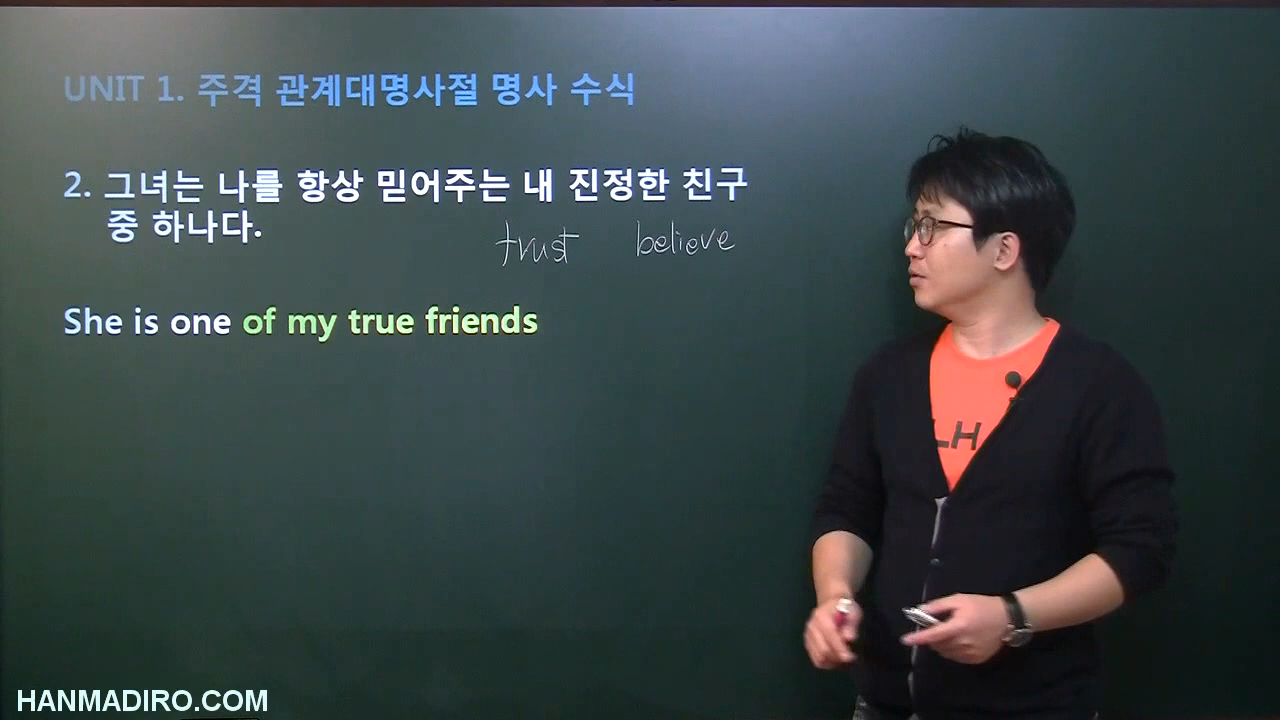 UNIT 1. 주격 관계대명사절 명사 수식
2. 그녀는 나를 항상 믿어주는 내 진정한 친구
중 하나다.
trust believe
She is one of my true friends
LH
HANMADIRO.COM